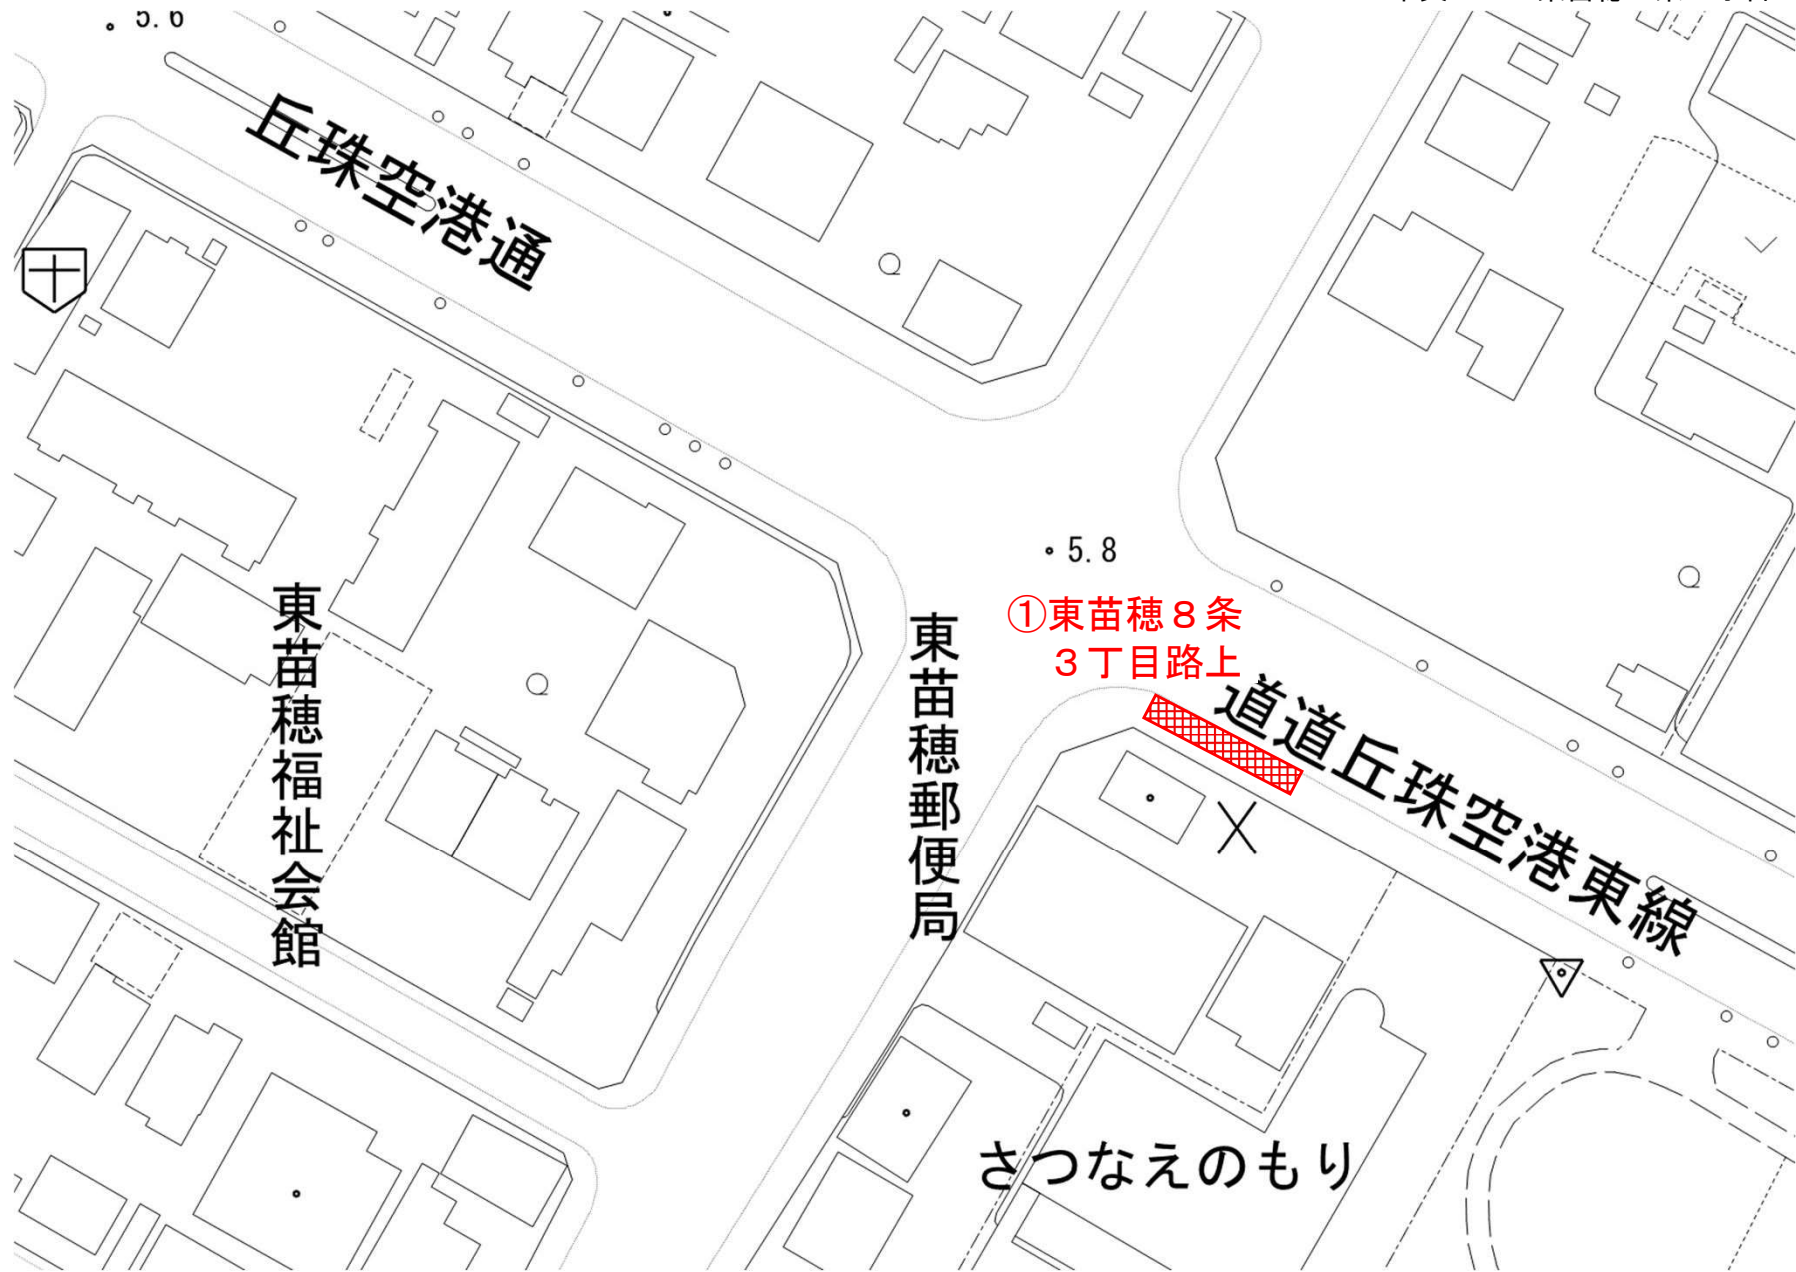 5.6
丘珠空港通
5.8
①東苗穂８条
３丁目路上
道道丘珠空港東線
東苗穂福祉会館
東苗穂郵便局
さつなえのもり